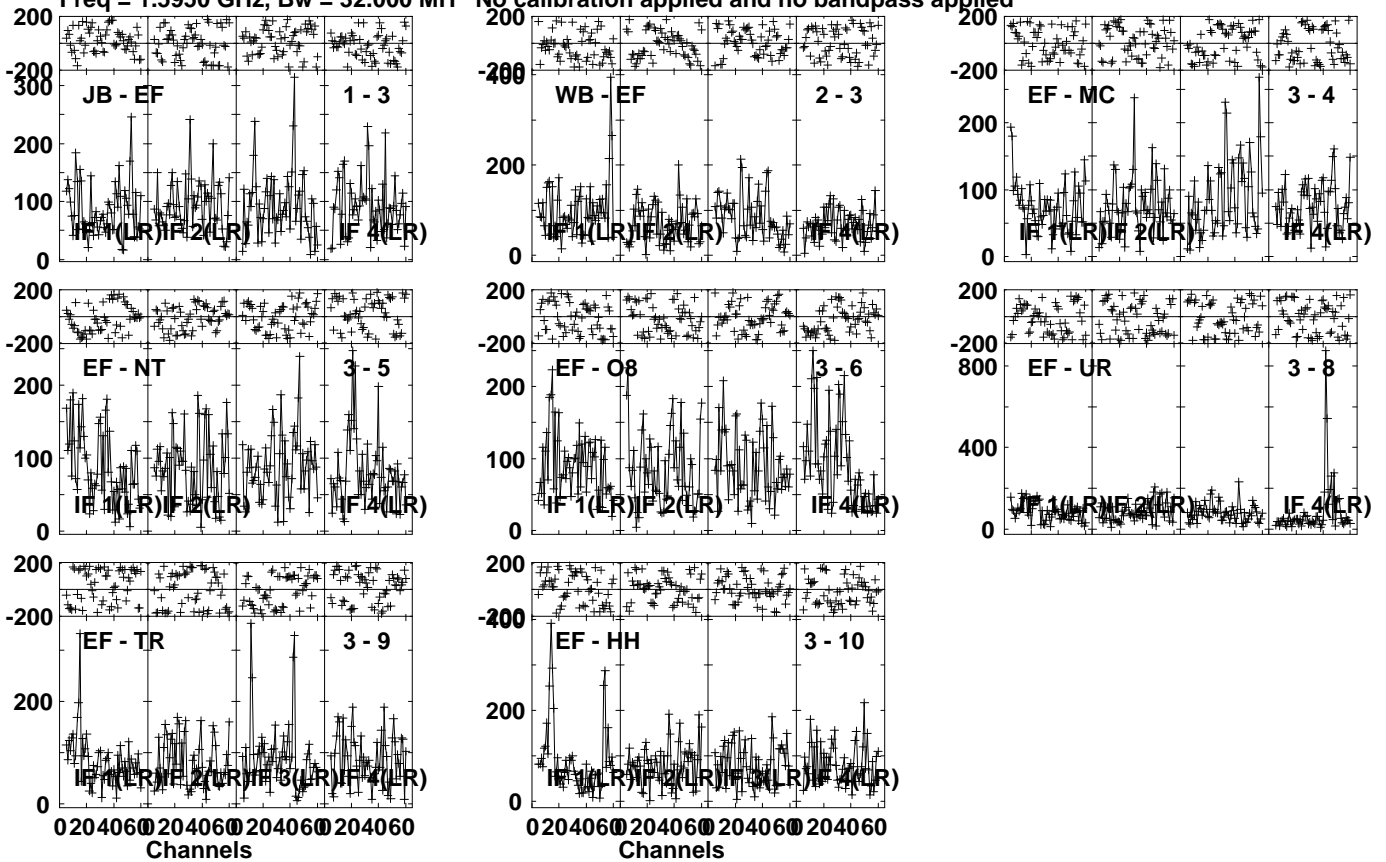 Freq = 1.5950 GHz, Bw = 32.000 MH No calibration applied and no bandpass applied
200
-200
JB - EF 1 - 3
300
200
100
0
IF 1(LR) IF 2(LR) IF 4(LR)
200
-200
WB - EF 2 - 3
400
200
0
IF 1(LR) IF 2(LR) IF 4(LR)
200
-200
EF - MC 3 - 4
200
100
0
IF 1(LR) IF 2(LR) IF 4(LR)
200
-200
EF - NT 3 - 5
200
100
0
IF 1(LR) IF 2(LR) IF 4(LR)
200
-200
EF - O8 3 - 6
200
100
0
IF 1(LR) IF 2(LR) IF 4(LR)
200
-200
EF - UR 3 - 8
800
400
0
IF 1(LR) IF 2(LR) IF 4(LR)
200
-200
EF - TR 3 - 9
200
0
IF 1(LR) IF 2(LR) IF 3(LR) IF 4(LR)
0 20 40 60 0 20 40 60 0 20 40 60 0 20 40 60
Channels
200
-200
EF - HH 3 - 10
400
200
0
IF 1(LR) IF 2(LR) IF 3(LR) IF 4(LR)
0 20 40 60 0 20 40 60 0 20 40 60 0 20 40 60
Channels